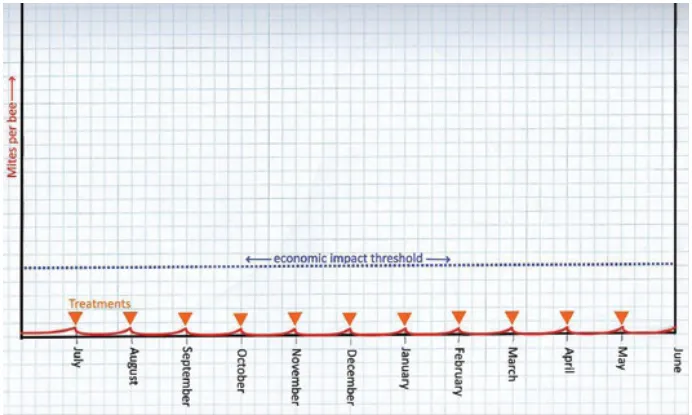 Mites per bee →
← economic impact threshold →
Treatments
July
August
September
October
November
December
January
February
March
April
May
June